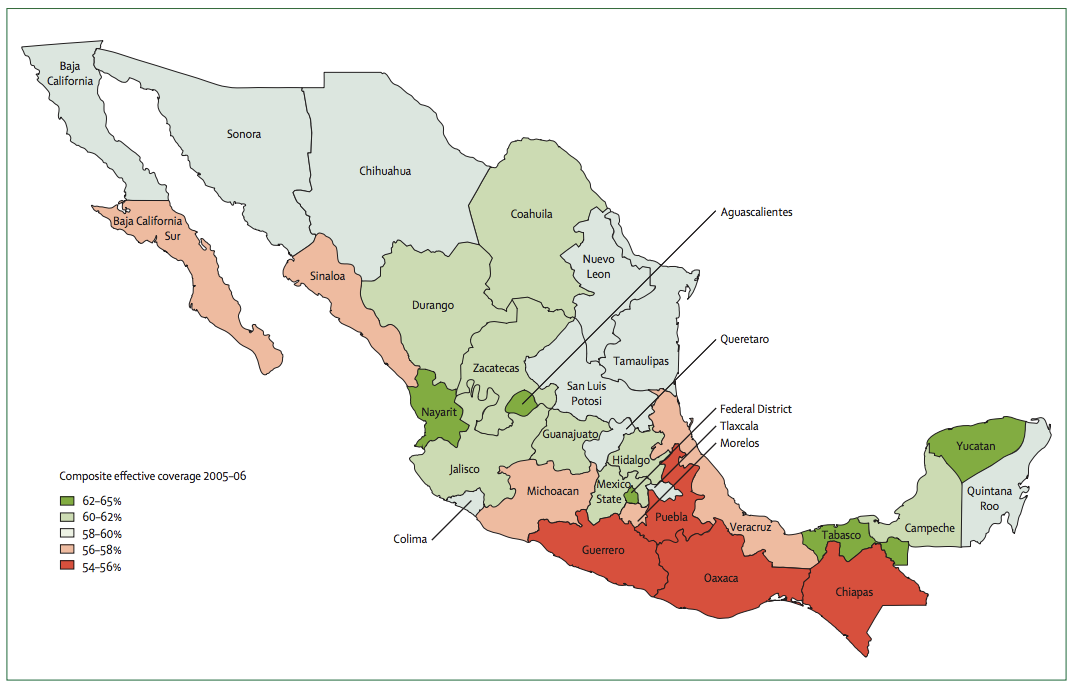 Baja
California
Sonora
Chihuahua
Coahuila
Aguascalientes
Baja California
Sur
Nuevo
Leon
Sinaloa
Durango
Queretaro
Tamaulipas
Zacatecas
San Luis
Potosi
Federal District
Nayarit
Tlaxcala
Guanajuato
Morelos
Yucatan
Hidalgo
Jalisco
Composite effective coverage 2005–06
Mexico
State
Michoacan
Quintana
Roo
62–65%
60–62%
58–60%
56–58%
54–56%
Puebla
Veracruz
Campeche
Tabasco
Colima
Guerrero
Oaxaca
Chiapas